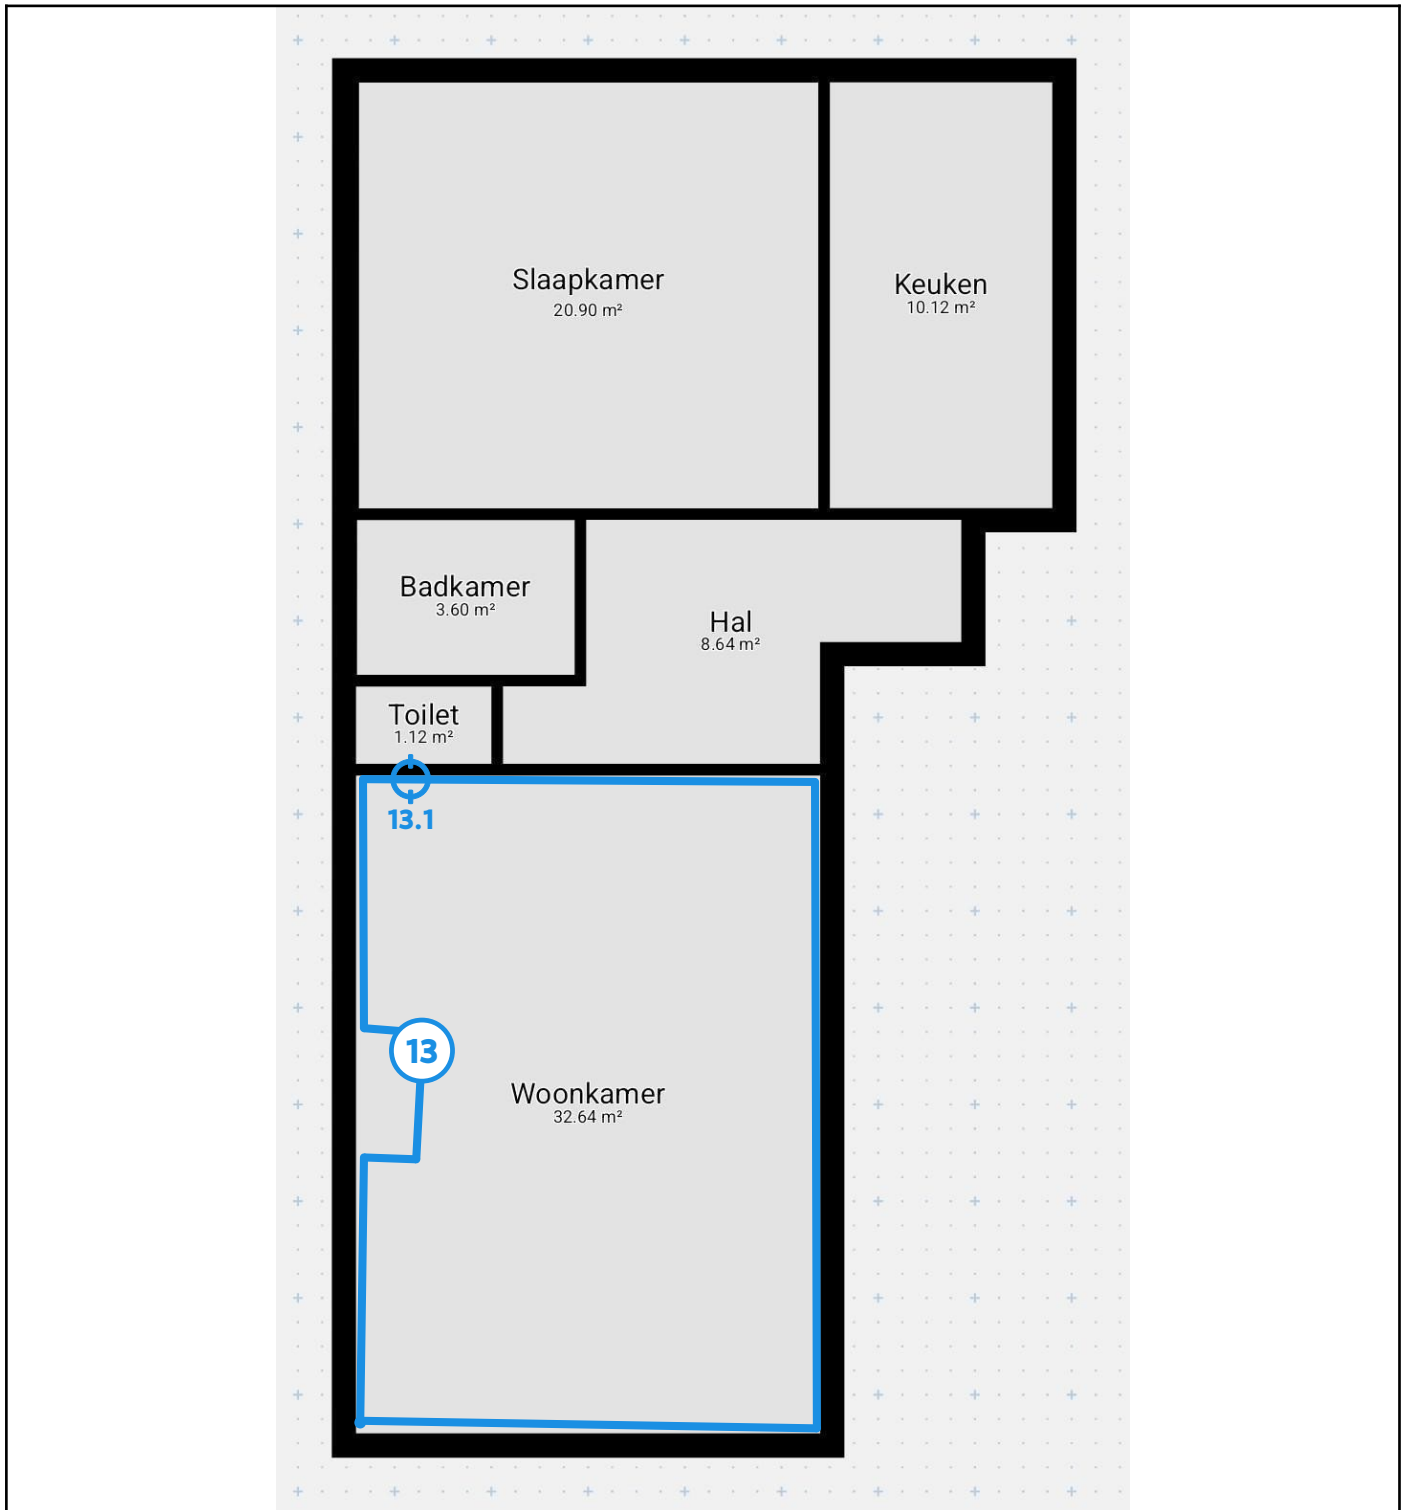 Slaapkamer
20.90 m²
Keuken
10.12 m²
Badkamer
3.60 m²
Hal
8.64 m²
Toilet
1.12 m²
13.1
13
Woonkamer
32.64 m²